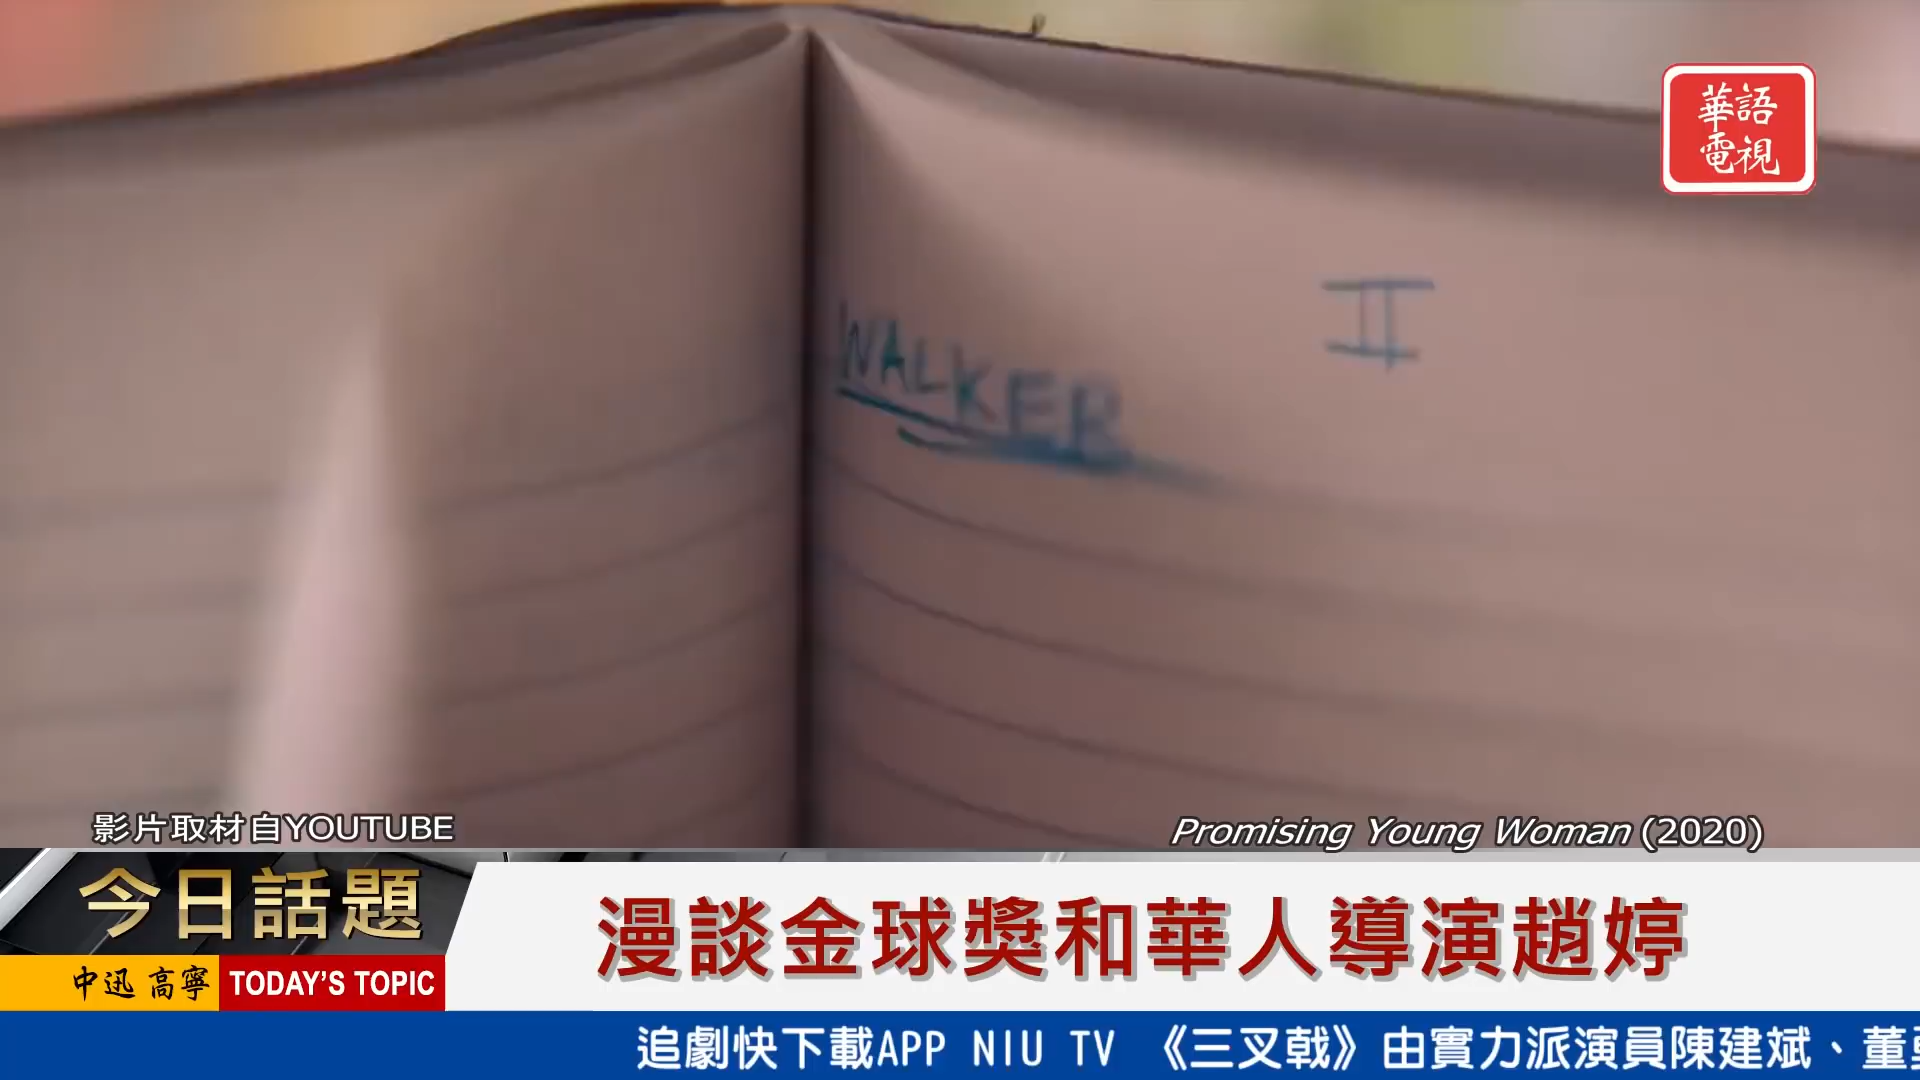 華語
電視
II
WALKER
影片取材自YOUTUBE
Promising Young Woman (2020)
今日話題
漫談金球獎和華人導演趙婷
中迅 高寧
TODAY'S TOPIC
追劇快下載APP NIU TV 《三叉戟》由實力派演員陳建斌、董